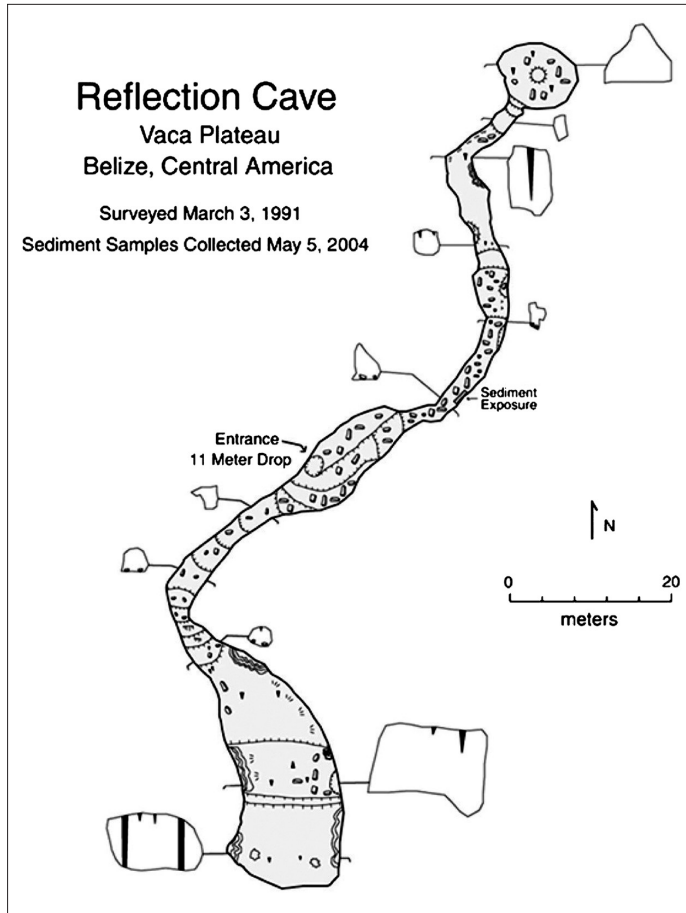 Reflection Cave
Vaca Plateau
Belize, Central America
Surveyed March 3, 1991
Sediment Samples Collected May 5, 2004
Sediment
Exposure
Entrance
11 Meter Drop
N
0 20
meters